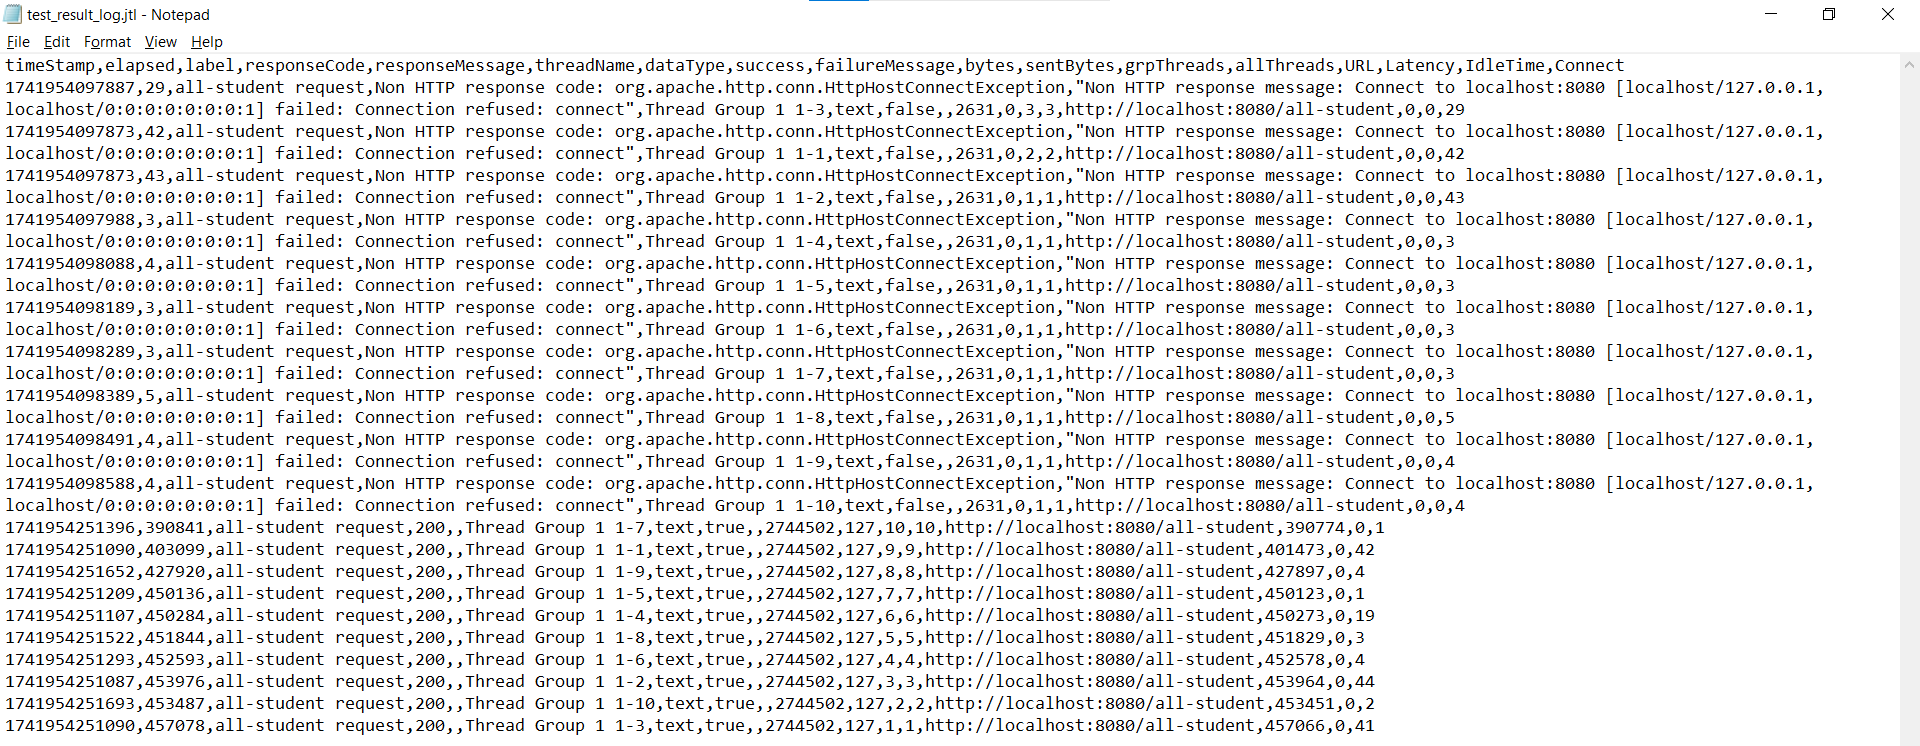 test_result_log.jtl - Notepad
File Edit Format View Help
timeStamp,elapsed,label,responseCode,responseMessage,threadName,dataType,success,failureMessage,bytes,sentBytes,grpThreads,allThreads,URL,Latency,IdleTime,Connect
1741954097887,29,all-student request,Non HTTP response code: org.apache.http.conn.HttpHostConnectException,"Non HTTP response message: Connect to localhost:8080 [localhost/127.0.0.1,
localhost/0:0:0:0:0:0:0:1] failed: Connection refused: connect",Thread Group 1 1-3,text,false,,2631,0,3,3,http://localhost:8080/all-student,0,0,29
1741954097873,42,all-student request,Non HTTP response code: org.apache.http.conn.HttpHostConnectException,"Non HTTP response message: Connect to localhost:8080 [localhost/127.0.0.1,
localhost/0:0:0:0:0:0:0:1] failed: Connection refused: connect",Thread Group 1 1-1,text,false,,2631,0,2,2,http://localhost:8080/all-student,0,0,42
1741954097873,43,all-student request,Non HTTP response code: org.apache.http.conn.HttpHostConnectException,"Non HTTP response message: Connect to localhost:8080 [localhost/127.0.0.1,
localhost/0:0:0:0:0:0:0:1] failed: Connection refused: connect",Thread Group 1 1-2,text,false,,2631,0,1,1,http://localhost:8080/all-student,0,0,43
1741954097988,3,all-student request,Non HTTP response code: org.apache.http.conn.HttpHostConnectException,"Non HTTP response message: Connect to localhost:8080 [localhost/127.0.0.1,
localhost/0:0:0:0:0:0:0:1] failed: Connection refused: connect",Thread Group 1 1-4,text,false,,2631,0,1,1,http://localhost:8080/all-student,0,0,3
1741954098088,4,all-student request,Non HTTP response code: org.apache.http.conn.HttpHostConnectException,"Non HTTP response message: Connect to localhost:8080 [localhost/127.0.0.1,
localhost/0:0:0:0:0:0:0:1] failed: Connection refused: connect",Thread Group 1 1-5,text,false,,2631,0,1,1,http://localhost:8080/all-student,0,0,3
1741954098189,3,all-student request,Non HTTP response code: org.apache.http.conn.HttpHostConnectException,"Non HTTP response message: Connect to localhost:8080 [localhost/127.0.0.1,
localhost/0:0:0:0:0:0:0:1] failed: Connection refused: connect",Thread Group 1 1-6,text,false,,2631,0,1,1,http://localhost:8080/all-student,0,0,3
1741954098289,3,all-student request,Non HTTP response code: org.apache.http.conn.HttpHostConnectException,"Non HTTP response message: Connect to localhost:8080 [localhost/127.0.0.1,
localhost/0:0:0:0:0:0:0:1] failed: Connection refused: connect",Thread Group 1 1-7,text,false,,2631,0,1,1,http://localhost:8080/all-student,0,0,3
1741954098389,5,all-student request,Non HTTP response code: org.apache.http.conn.HttpHostConnectException,"Non HTTP response message: Connect to localhost:8080 [localhost/127.0.0.1,
localhost/0:0:0:0:0:0:0:1] failed: Connection refused: connect",Thread Group 1 1-8,text,false,,2631,0,1,1,http://localhost:8080/all-student,0,0,5
1741954098491,4,all-student request,Non HTTP response code: org.apache.http.conn.HttpHostConnectException,"Non HTTP response message: Connect to localhost:8080 [localhost/127.0.0.1,
localhost/0:0:0:0:0:0:0:1] failed: Connection refused: connect",Thread Group 1 1-9,text,false,,2631,0,1,1,http://localhost:8080/all-student,0,0,4
1741954098588,4,all-student request,Non HTTP response code: org.apache.http.conn.HttpHostConnectException,"Non HTTP response message: Connect to localhost:8080 [localhost/127.0.0.1,
localhost/0:0:0:0:0:0:0:1] failed: Connection refused: connect",Thread Group 1 1-10,text,false,,2631,0,1,1,http://localhost:8080/all-student,0,0,4
1741954251396,390841,all-student request,200,,Thread Group 1 1-7,text,true,,2744502,127,10,10,http://localhost:8080/all-student,390774,0,1
1741954251090,403099,all-student request,200,,Thread Group 1 1-1,text,true,,2744502,127,9,9,http://localhost:8080/all-student,401473,0,42
1741954251652,427920,all-student request,200,,Thread Group 1 1-9,text,true,,2744502,127,8,8,http://localhost:8080/all-student,427897,0,4
1741954251209,450136,all-student request,200,,Thread Group 1 1-5,text,true,,2744502,127,7,7,http://localhost:8080/all-student,450123,0,1
1741954251107,450284,all-student request,200,,Thread Group 1 1-4,text,true,,2744502,127,6,6,http://localhost:8080/all-student,450273,0,19
1741954251522,451844,all-student request,200,,Thread Group 1 1-8,text,true,,2744502,127,5,5,http://localhost:8080/all-student,451829,0,3
1741954251293,452593,all-student request,200,,Thread Group 1 1-6,text,true,,2744502,127,4,4,http://localhost:8080/all-student,452578,0,4
1741954251087,453976,all-student request,200,,Thread Group 1 1-2,text,true,,2744502,127,3,3,http://localhost:8080/all-student,453964,0,44
1741954251693,453487,all-student request,200,,Thread Group 1 1-10,text,true,,2744502,127,2,2,http://localhost:8080/all-student,453451,0,2
1741954251090,457078,all-student request,200,,Thread Group 1 1-3,text,true,,2744502,127,1,1,http://localhost:8080/all-student,457066,0,41